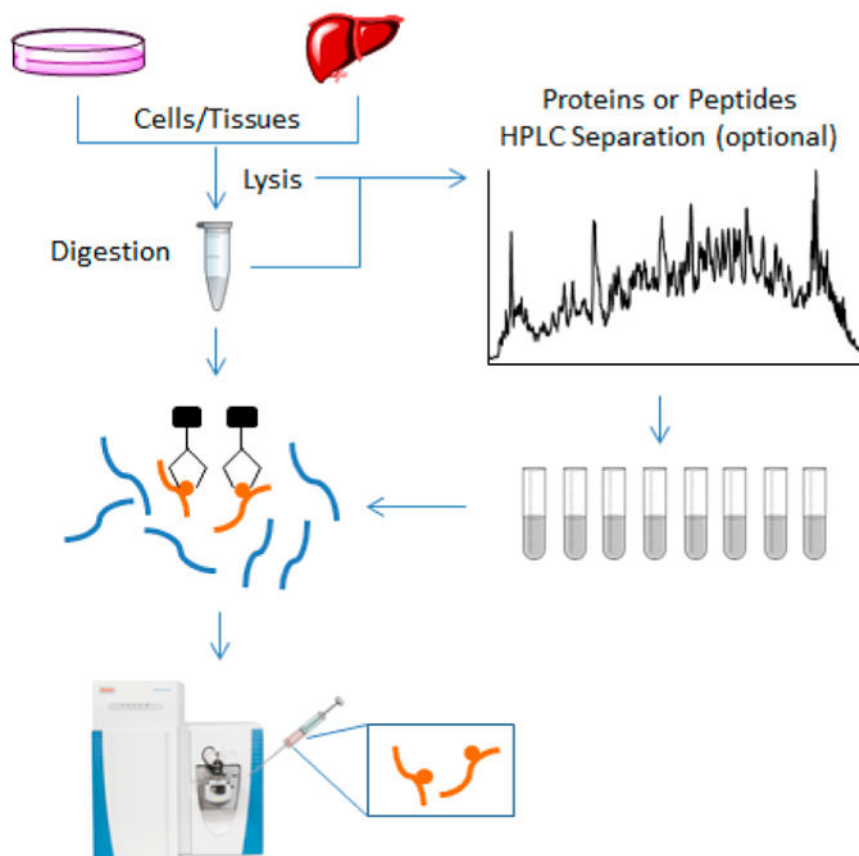 Cells/Tissues
Lysis
Digestion
Proteins or Peptides
HPLC Separation (optional)